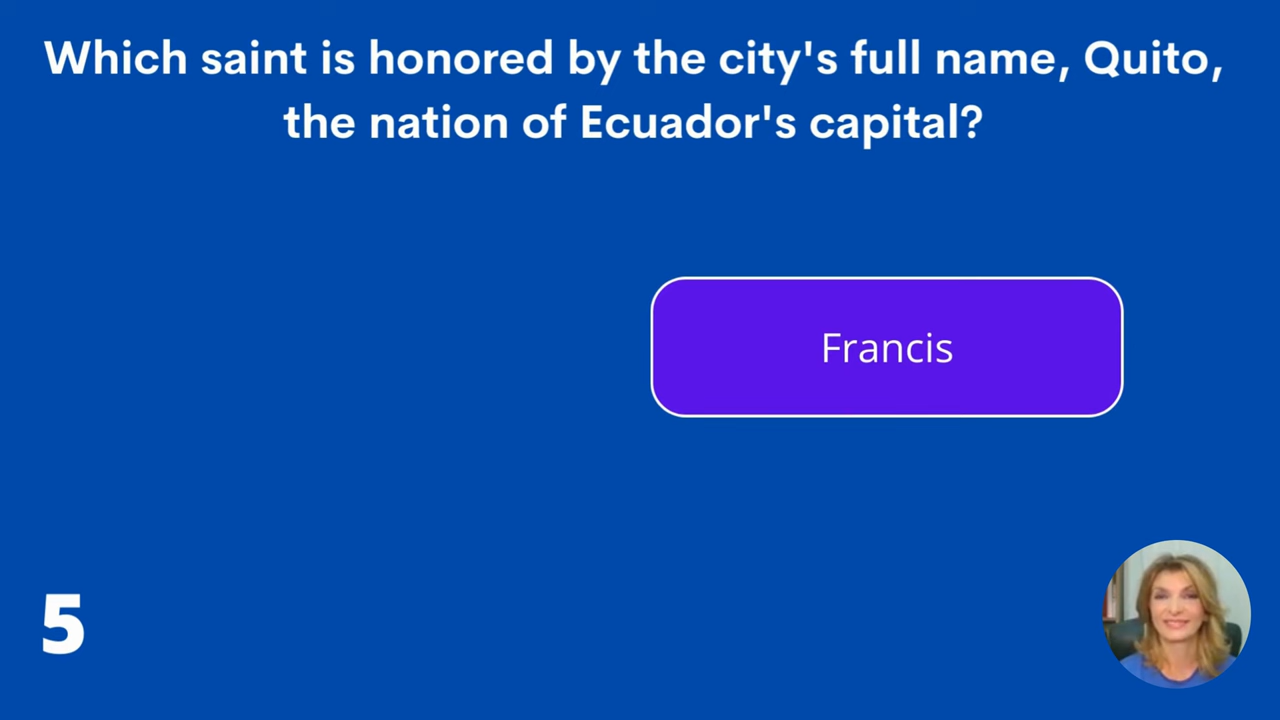 Which saint is honored by the city's full name, Quito,
the nation of Ecuador's capital?
Francis
5